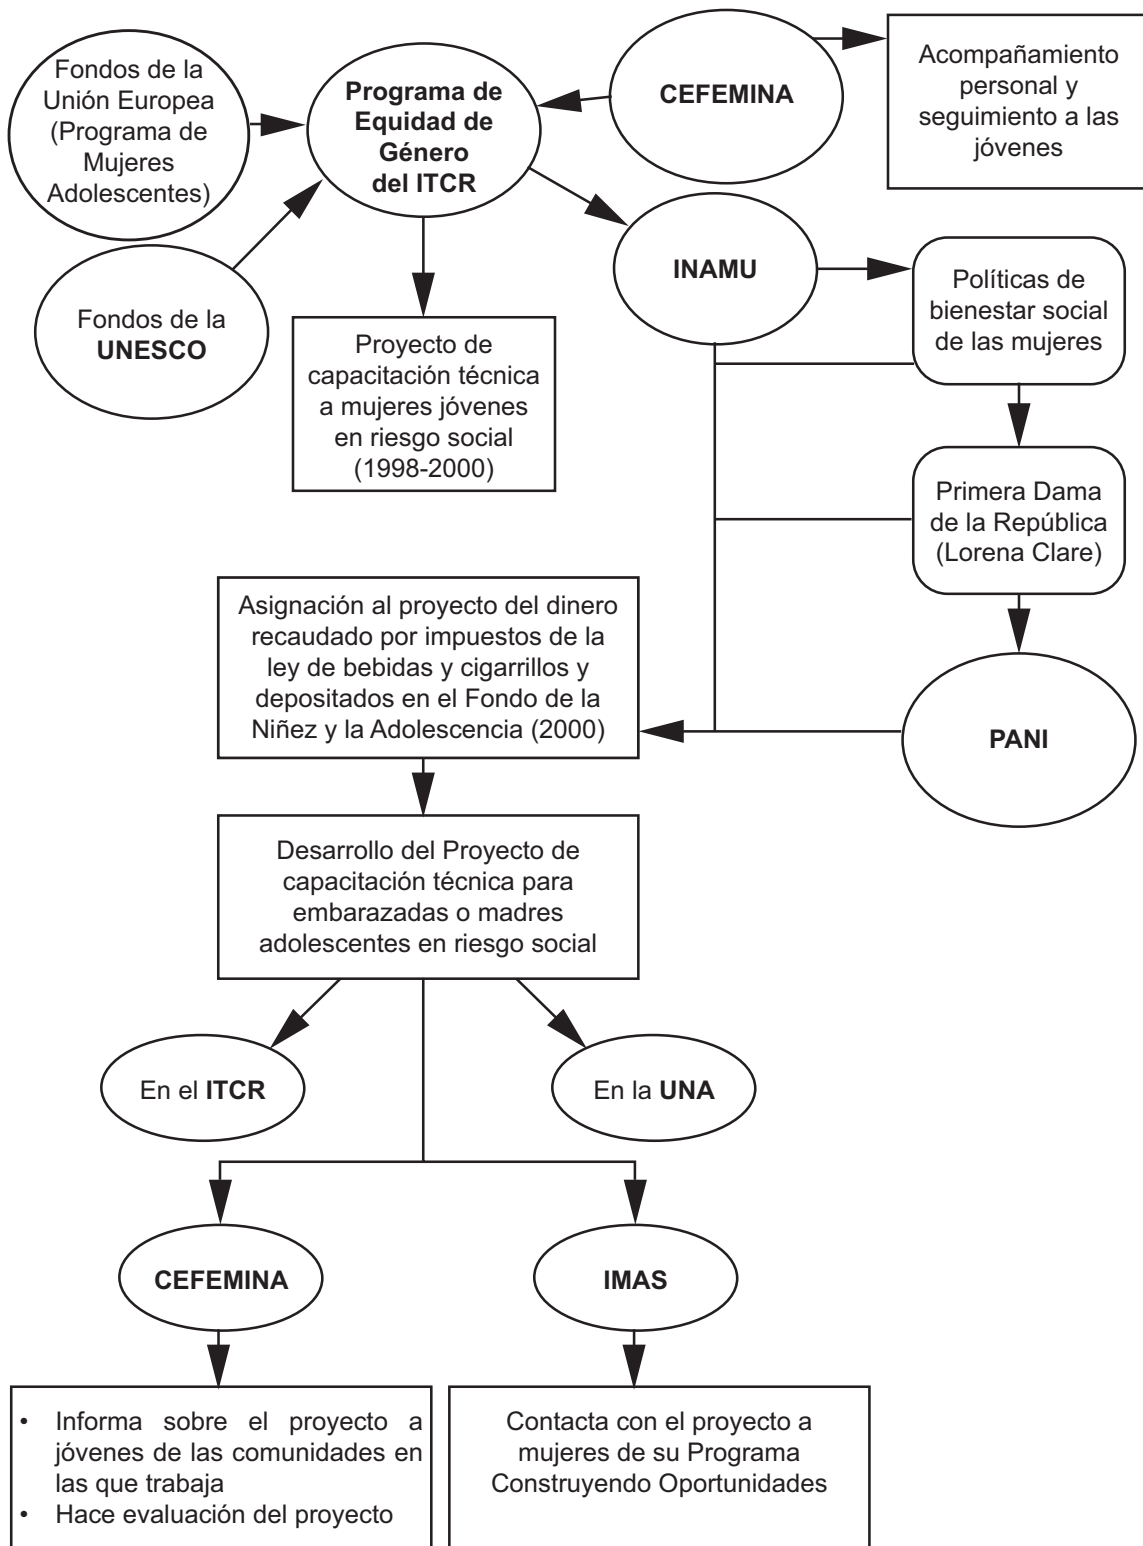 Fondos de la
Unión Europea
(Programa de
Mujeres
Adolescentes)
Programa de
Equidad de
Género
del ITCR
CEFEMINA
Acompañamiento
personal y
seguimiento a las
jóvenes
Fondos de la
UNESCO
INAMU
Políticas de
bienestar social
de las mujeres
Proyecto de
capacitación técnica
a mujeres jóvenes
en riesgo social
(1998-2000)
Primera Dama
de la República
(Lorena Clare)
Asignación al proyecto del dinero
recaudado por impuestos de la
ley de bebidas y cigarrillos y
depositados en el Fondo de la
Niñez y la Adolescencia (2000)
PANI
Desarrollo del Proyecto de
capacitación técnica para
embarazadas o madres
adolescentes en riesgo social
En el ITCR
En la UNA
CEFEMINA
IMAS
• Informa sobre el proyecto a
jóvenes de las comunidades en
las que trabaja
• Hace evaluación del proyecto
Contacta con el proyecto a
mujeres de su Programa
Construyendo Oportunidades